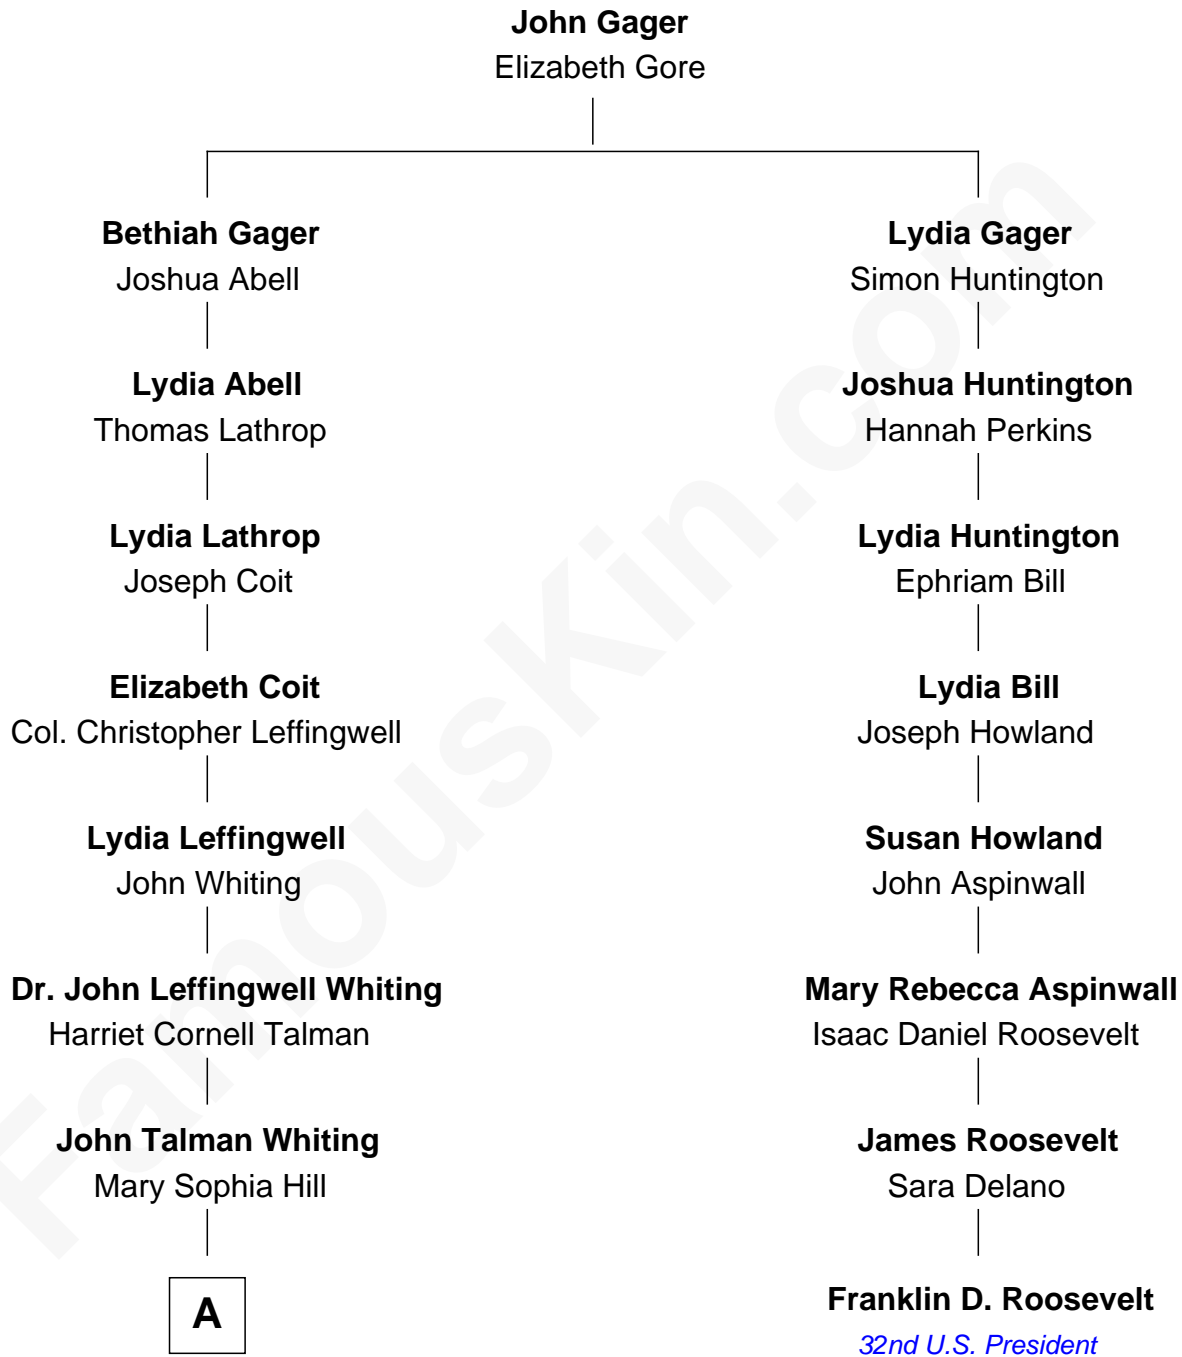 John Gager
Elizabeth Gore
Bethiah Gager
Joshua Abell
Lydia Gager
Simon Huntington
Lydia Abell
Thomas Lathrop
Joshua Huntington
Hannah Perkins
Lydia Lathrop
Joseph Coit
Lydia Huntington
Ephriam Bill
Elizabeth Coit
Col. Christopher Leffingwell
Lydia Bill
Joseph Howland
Lydia Leffingwell
John Whiting
Susan Howland
John Aspinwall
Dr. John Leffingwell Whiting
Harriet Cornell Talman
Mary Rebecca Aspinwall
Isaac Daniel Roosevelt
John Talman Whiting
Mary Sophia Hill
James Roosevelt
Sara Delano
A
Franklin D. Roosevelt
32nd U.S. President
FamousKin.com